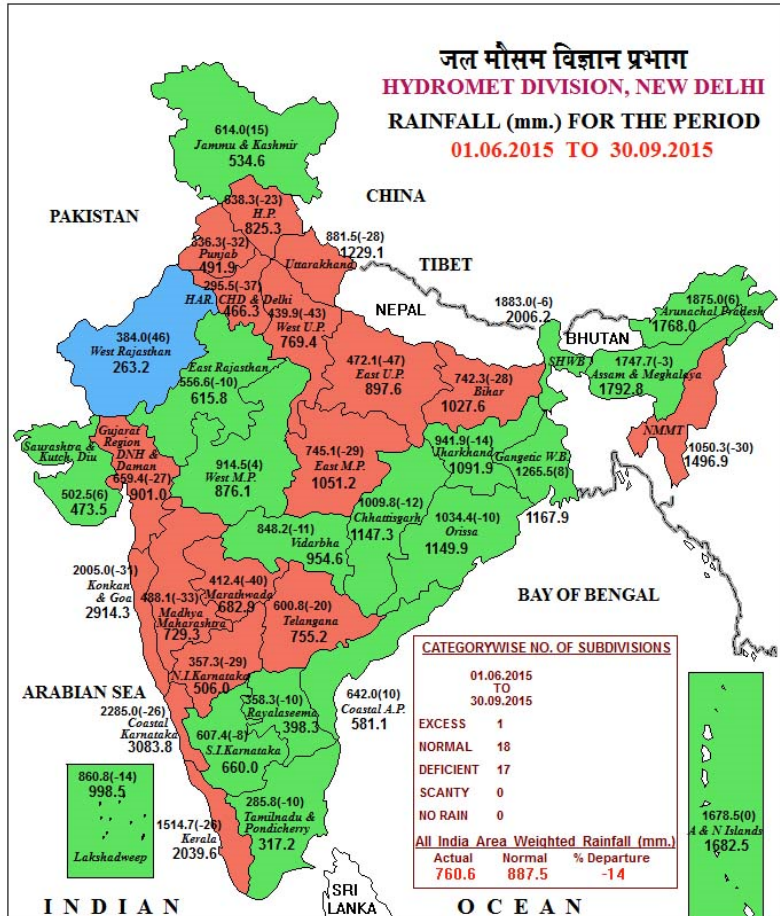 जल मौसम विज्ञान प्रभाग
HYDROMET DIVISION, NEW DELHI
RAINFALL (mm.) FOR THE PERIOD
01.06.2015 TO 30.09.2015
614.0(15)
Jammu & Kashmir
534.6
CHINA
PAKISTAN
638.3(-23)
H.P.
825.3
336.3(-32)
Punjab
491.9
881.5(-28)
1229.1
Uttarakhand
TIBET
295.5(-37)
HAR. CHD & Delhi
466.3
NEPAL
1883.0(-6)
2006.2
BHUTAN
1875.0(6)
Arunachal Pradesh
1768.0
439.9(-43)
West U.P.
769.4
384.0(46)
West Rajasthan
263.2
East Rajasthan
556.6(-10)
615.8
472.1(-47)
East U.P.
897.6
742.3(-28)
Bihar
1027.6
SHWB
1747.7(-3)
Assam & Meghalaya
1792.8
NMMT
1050.3(-30)
1496.9
Gujarat
Region
DNH &
Daman
659.4(-27)
901.0
Saurashtra &
Kutch, Diu
502.5(6)
473.5
914.5(4)
West M.P.
876.1
745.1(-29)
East M.P.
1051.2
941.9(-14)
Jharkhand
1091.9
Gangetic W.B.
1265.5(8)
1167.9
848.2(-11)
Vidarbha
954.6
1009.8(-12)
Chhattisgarh
1147.3
1034.4(-10)
Orissa
1149.9
2005.0(-31)
Konkan
& Goa
2914.3
488.1(-33)
Madhya
Maharashtra
729.3
412.4(-40)
Marathwada
682.9
600.8(-20)
Telangana
755.2
BAY OF BENGAL
357.3(-29)
N.I.Karnataka
506.0
ARABIAN SEA
2285.0(-26)
Coastal
Karnataka
3083.8
358.3(-10)
Rayalaseema
398.3
642.0(10)
Coastal A.P.
581.1
607.4(-8)
S.I.Karnataka
660.0
860.8(-14)
998.5
Lakshadweep
1514.7(-26)
Kerala
2039.6
285.8(-10)
Tamilnadu &
Pondicherry
317.2
CATEGORYWISE NO. OF SUBDIVISIONS
01.06.2015
TO
30.09.2015
EXCESS 1
NORMAL 18
DEFICIENT 17
SCANTY 0
NO RAIN 0
All India Area Weighted Rainfall (mm.)
Actual Normal % Departure
760.6 887.5 -14
1678.5(0)
A & N Islands
1682.5
SRI
LANKA
INDIAN OCEAN